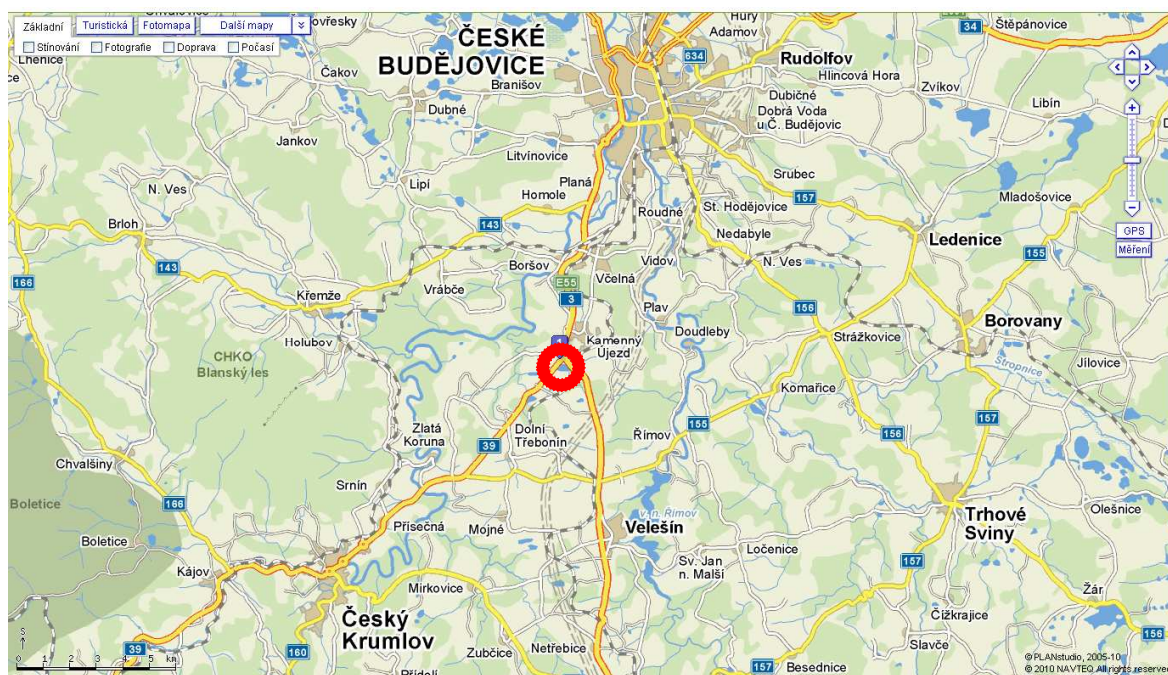 Základní
Turistická
Fotomapa
Další mapy
Stínování
Fotografie
Doprava
Počasí
Lhenice
Čakov
Dubné
Jankov
ČESKÉ
BUDĚJOVICE
Branišov
Adamov
634
Rudolfov
Hlincová Hora
34
Štěpánovice
Zvíkov
Libín
Dubičné
Dobrá Voda
u Č. Budějovic
Litvínovice
Lipí
Planá
Homole
N. Ves
Brloh
143
143
Srubec
157
Mladošovice
Roudné
St. Hodějovice
Nedabyle
Ledenice
GPS
Měření
155
166
Křemže
Holubov
Boršov
Vrábče
E55
3
Včelná
Vidov
N. Ves
Plav
Doudleby
156
Strážkovice
Borovany
Jílovice
Stropnice
CHKO
Blanský les
Kamenný
Újezd
Komařice
157
Zlatá
Koruna
39
Dolní
Třebonín
Římov
155
156
Chvalšiny
166
Srnín
Boletice
Boletice
Přísečná
Mojné
v. n. Římov
Velešín
Trhové
Sviny
Olešnice
Ločenice
Sv. Jan
n. Malší
157
Kájov
Mirkovice
Žár
Český
Krumlov
Čížkrajice
156
Slavče
S
0 1 2 3 4 5 km
39
160
Zubčice
Netřebice
Přídolí
157
Besednice
© PLANstudio, 2005-10
© 2010 NAVTEQ All rights reserved